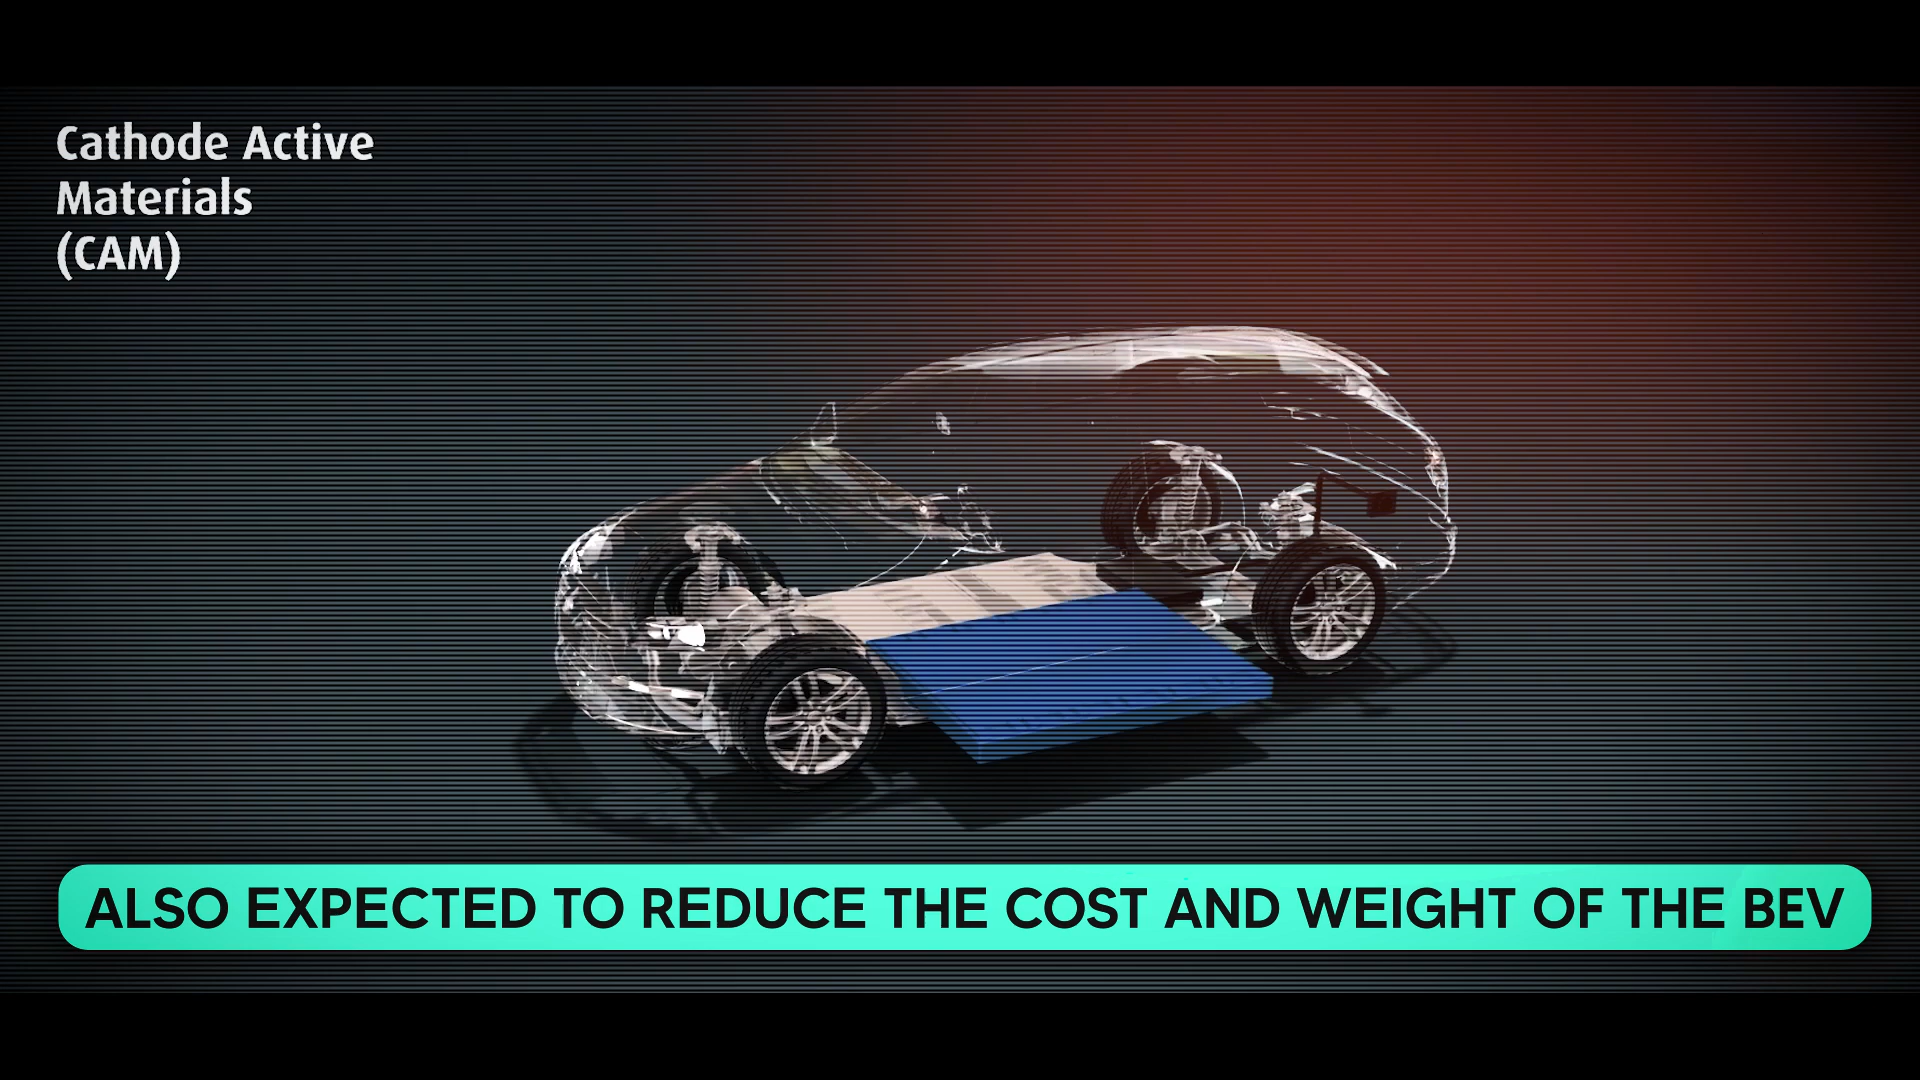 Cathode Active
Materials
(CAM)
ALSO EXPECTED TO REDUCE THE COST AND WEIGHT OF THE BEV